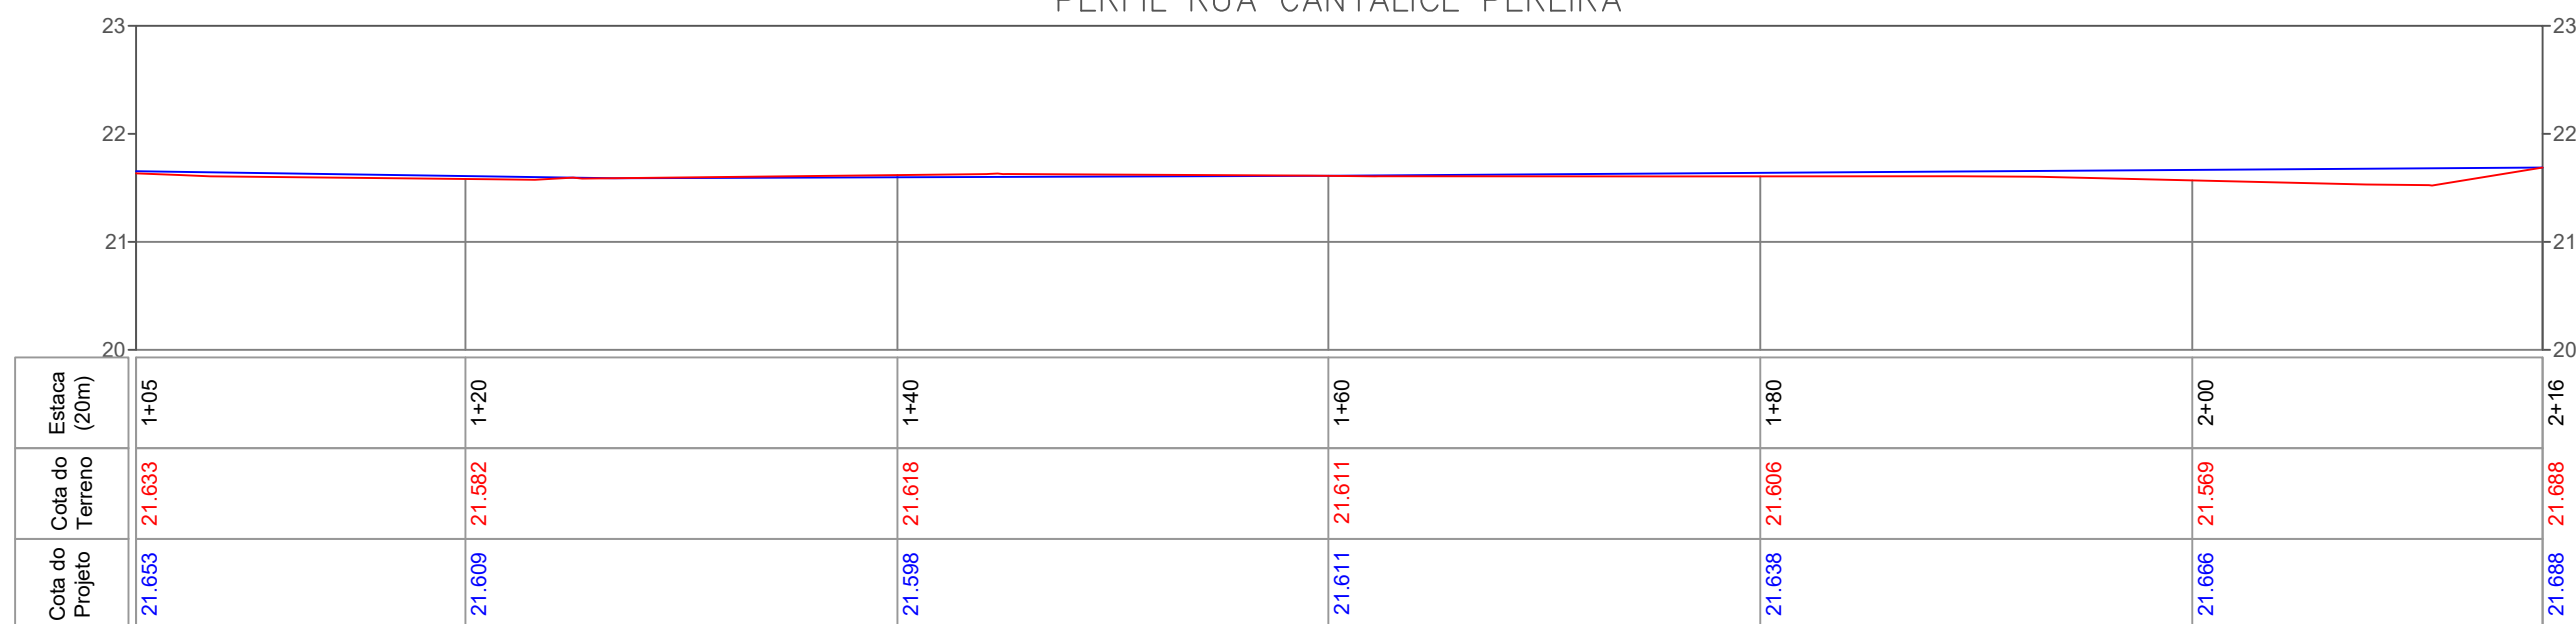 PERFIL RUA CANTALICE PEREIRA
23 23
22 22
21 21
20 20
Estaca
(20m)
1+05 1+20 1+40 1+60 1+80 2+00 2+16
Cota do
Terreno
21.633 21.582 21.618 21.611 21.606 21.569 21.688
Cota do
Projeto
21.653 21.609 21.598 21.611 21.638 21.666 21.688